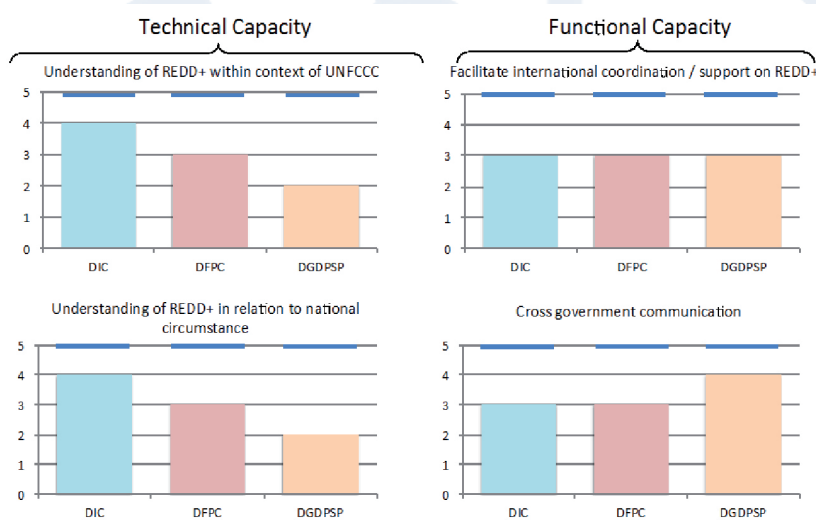 Technical Capacity
Functional Capacity
Understanding of REDD+ within context of UNFCCC
5
4
3
2
1
0
DIC DFPC DGDPSP
Facilitate international coordination / support on REDD+
5
4
3
2
1
0
DIC DFPC DGDPSP
Understanding of REDD+ in relation to national
circumstance
5
4
3
2
1
0
DIC DFPC DGDPSP
Cross government communication
5
4
3
2
1
0
DIC DFPC DGDPSP